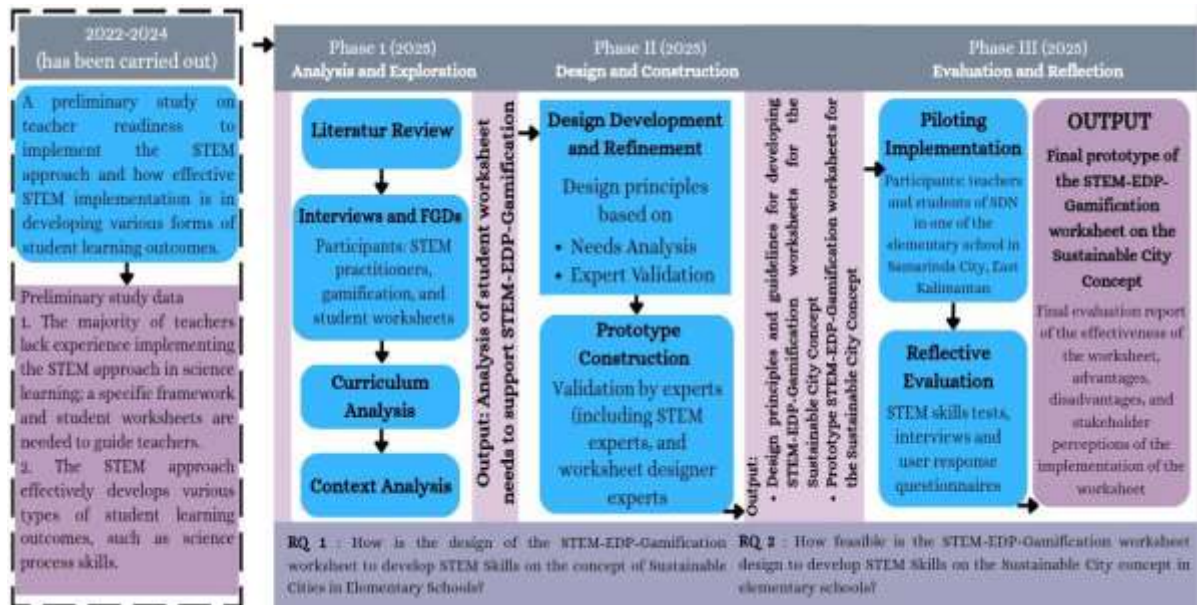 2022-2024
(has been carried out)
A preliminary study on
teacher readiness to
implement the STEM
approach and how effective
STEM implementation is in
developing various forms of
student learning outcomes.
Preliminary study data
1. The majority of teachers
lack experience implementing
the STEM approach in science
learning; a specific framework
and student worksheets are
needed to guide teachers.
2. The STEM approach
effectively develops various
types of student learning
outcomes, such as science
process skills.
Phase 1 (2025)
Analysis and Exploration
Literatur Review
Interviews and FGDs
Participants: STEM
practitioners,
gamification, and
student worksheets
Curriculum
Analysis
Context Analysis
Output: Analysis of student worksheet
needs to support STEM-EDP-Gamification
Phase II (2025)
Design and Construction
Design Development
and Refinement
Design principles
based on
• Needs Analysis
• Expert Validation
Prototype
Construction
Validation by experts
(including STEM
experts, and
worksheet designer
experts
Output:
• Design principles and guidelines for developing
STEM-EDP-Gamification worksheets for the
Sustainable City Concept
• Prototype STEM-EDP-Gamification worksheets for
the Sustainable City Concept
Phase III (2025)
Evaluation and Reflection
Piloting
Implementation
Participants: teachers
and students of SDN in
one of the
elementary school in
Samarinda City, East
Kalimantan
Reflective
Evaluation
STEM skills tests,
interviews and
user response
questionnaires
OUTPUT
Final prototype of
the STEM-EDP-
Gamification
worksheet on the
Sustainable City
Concept
Final evaluation report
of the effectiveness of
the worksheet,
advantages,
disadvantages, and
stakeholder
perceptions of the
implementation of the
worksheet
RQ 1 : How is the design of the STEM-EDP-Gamification
worksheet to develop STEM Skills on the concept of Sustainable
Cities in Elementary Schools?
RQ 2 : How feasible is the STEM-EDP-Gamification worksheet
design to develop STEM Skills on the Sustainable City concept in
elementary schools?